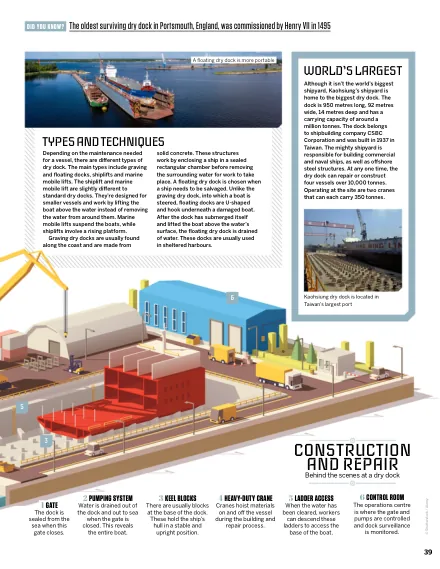 DID YOU KNOW? The oldest surviving dry dock in Portsmouth, England, was commissioned by Henry VII in 1495
A floating dry dock is more portable
TYPES AND TECHNIQUES
Depending on the maintenance needed
for a vessel, there are different types of
dry dock. The main types include graving
and floating docks, shiplifts and marine
mobile lifts. The shiplift and marine
mobile lift are slightly different to
standard dry docks. They're designed for
smaller vessels and work by lifting the
boat above the water instead of removing
the water from around them. Marine
mobile lifts suspend the boats, while
shiplifts involve a rising platform.
Graving dry docks are usually found
along the coast and are made from
solid concrete. These structures
work by enclosing a ship in a sealed
rectangular chamber before removing
the surrounding water for work to take
place. A floating dry dock is chosen when
a ship needs to be salvaged. Unlike the
graving dry dock, into which a boat is
steered, floating docks are U-shaped
and hook underneath a damaged boat.
After the dock has submerged itself
and lifted the boat above the water's
surface, the floating dry dock is drained
of water. These docks are usually used
in sheltered harbours.
WORLD'S LARGEST
Although it isn't the world's biggest
shipyard, Kaohsiung's shipyard is
home to the biggest dry dock. The
dock is 950 metres long, 92 metres
wide, 14 metres deep and has a
carrying capacity of around a
million tonnes. The dock belongs
to shipbuilding company CSBC
Corporation and was built in 1937 in
Taiwan. The mighty shipyard is
responsible for building commercial
and naval ships, as well as offshore
steel structures. At any one time, the
dry dock can repair or construct
four vessels over 10,000 tonnes.
Operating at the site are two cranes
that can each carry 350 tonnes.
Kaohsiung dry dock is located in
Taiwan's largest port
6
5
3
CONSTRUCTION
AND REPAIR
Behind the scenes at a dry dock
1 GATE
The dock is
sealed from the
sea when this
gate closes.
2 PUMPING SYSTEM
Water is drained out of
the dock and out to sea
when the gate is
closed. This reveals
the entire boat.
3 KEEL BLOCKS
There are usually blocks
at the base of the dock.
These hold the ship's
hull in a stable and
upright position.
4 HEAVY-DUTY CRANE
Cranes hoist materials
on and off the vessel
during the building and
repair process.
5 LADDER ACCESS
When the water has
been cleared, workers
can descend these
ladders to access the
base of the boat.
6 CONTROL ROOM
The operations centre
is where the gate and
pumps are controlled
and dock surveillance
is monitored.
39